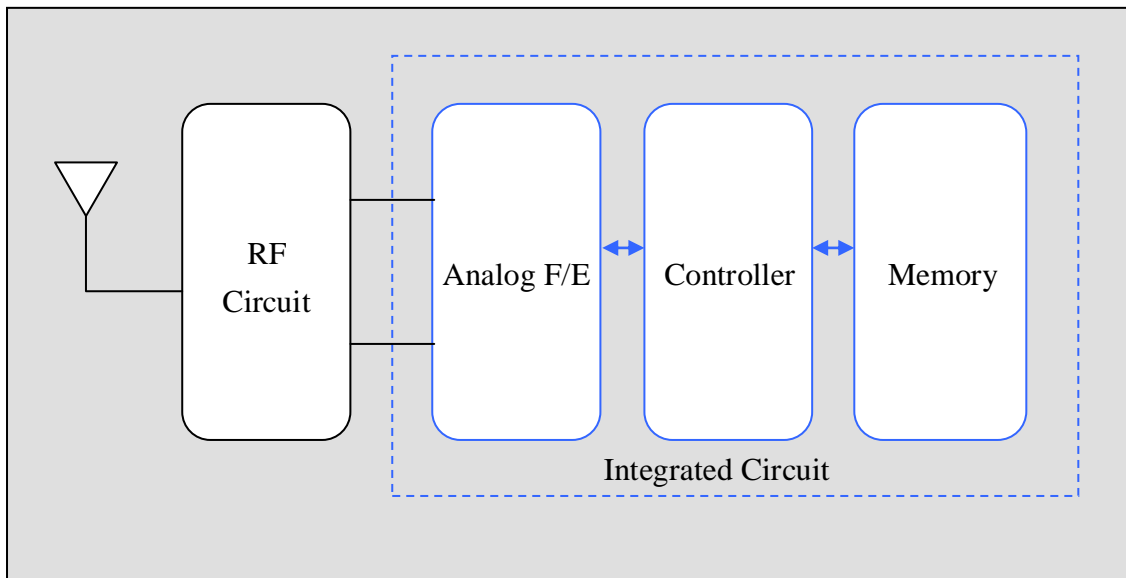 RF
Circuit
Analog F/E
Controller
Memory
Integrated Circuit